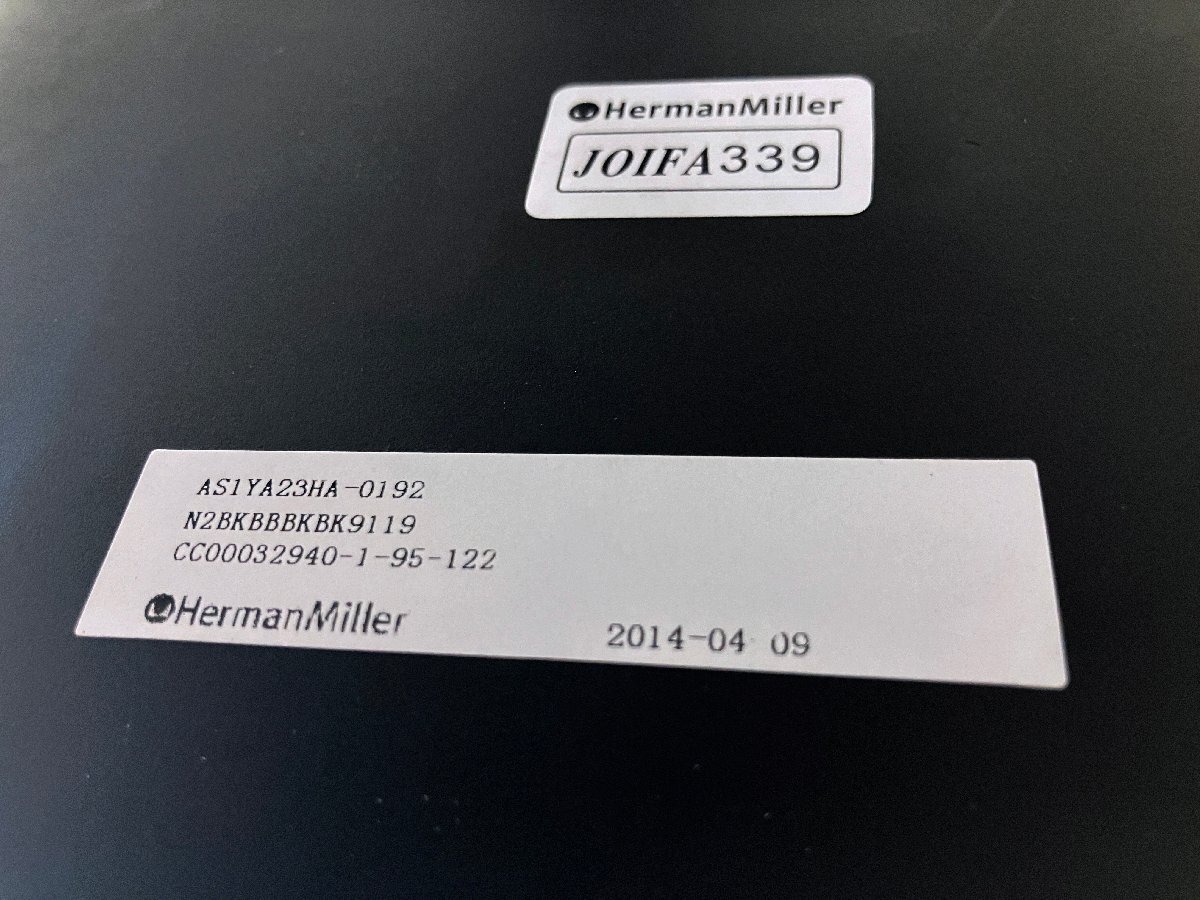 HermanMiller
JOIFA339
AS1YA23HA-0192
N2BKBBBKBK9119
CC00032940-1-95-122
HermanMiller
2014-04 09